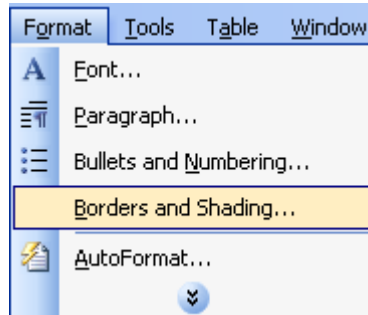 Format Tools Table Window
Font...
Paragraph...
Bullets and Numbering...
Borders and Shading...
AutoFormat...